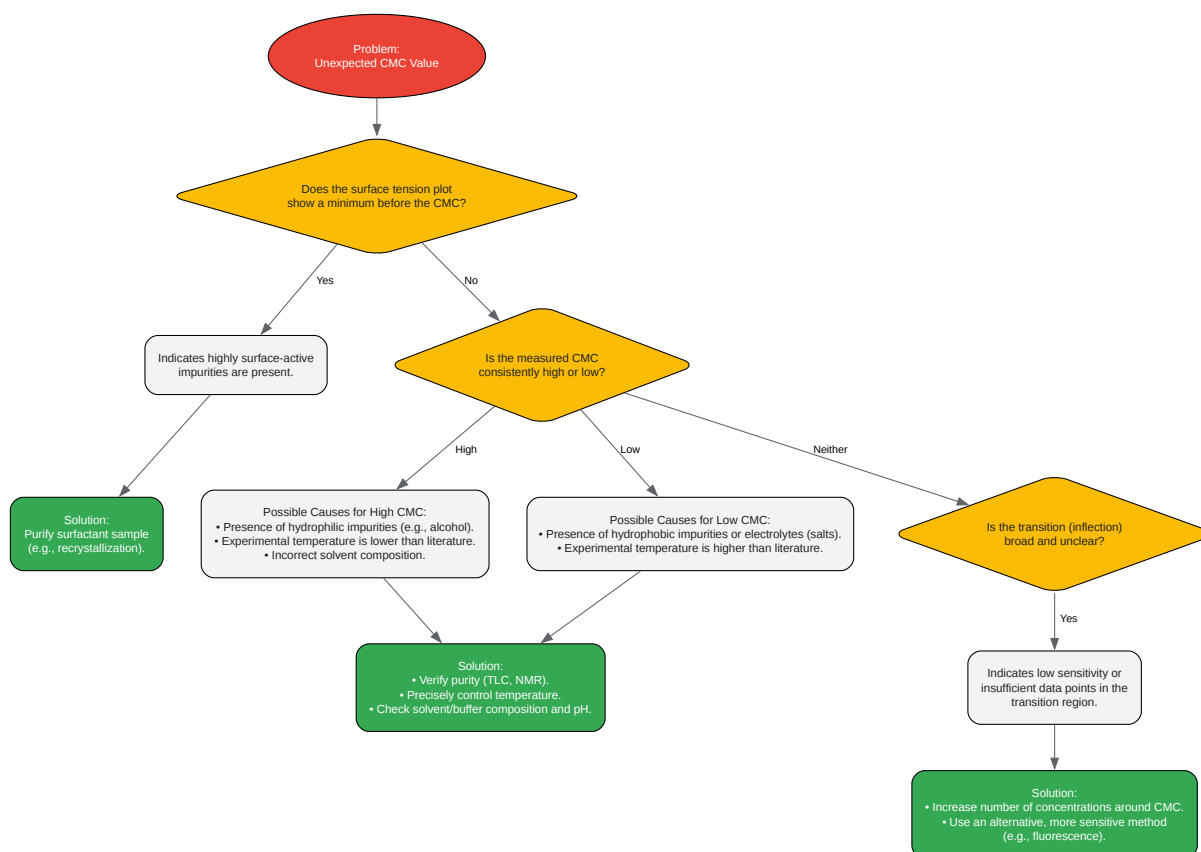 Problem:
Unexpected CMC Value
Does the surface tension plot
show a minimum before the CMC?
Yes
No
Indicates highly surface-active
impurities are present.
Is the measured CMC
consistently high or low?
High
Low
Neither
Solution:
Purify surfactant sample
(e.g., recrystallization).
Possible Causes for High CMC:
• Presence of hydrophilic impurities (e.g., alcohol).
• Experimental temperature is lower than literature.
• Incorrect solvent composition.
Possible Causes for Low CMC:
• Presence of hydrophobic impurities or electrolytes (salts).
• Experimental temperature is higher than literature.
Is the transition (inflection)
broad and unclear?
Yes
Solution:
• Verify purity (TLC, NMR).
• Precisely control temperature.
• Check solvent/buffer composition and pH.
Indicates low sensitivity or
insufficient data points in the
transition region.
Solution:
• Increase number of concentrations around CMC.
• Use an alternative, more sensitive method
(e.g., fluorescence).